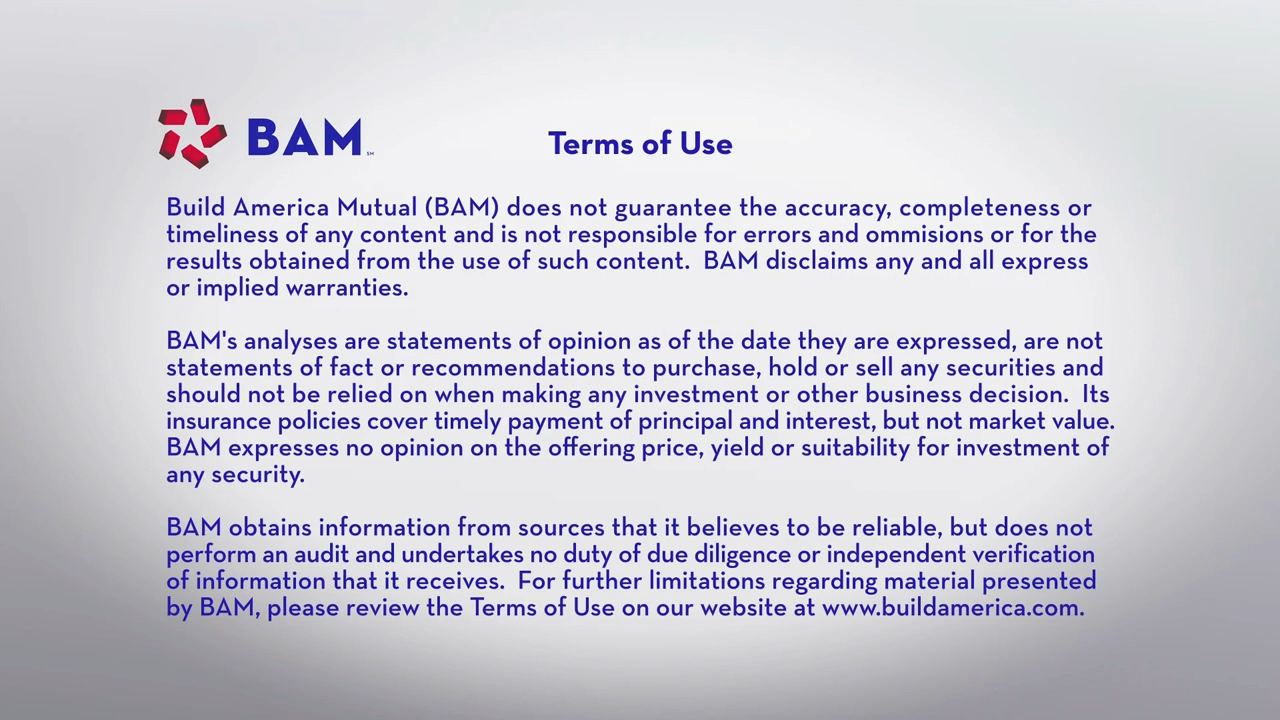 BAM SM
Terms of Use
Build America Mutual (BAM) does not guarantee the accuracy, completeness or
timeliness of any content and is not responsible for errors and ommisions or for the
results obtained from the use of such content.  BAM disclaims any and all express
or implied warranties.
BAM's analyses are statements of opinion as of the date they are expressed, are not
statements of fact or recommendations to purchase, hold or sell any securities and
should not be relied on when making any investment or other business decision.  Its
insurance policies cover timely payment of principal and interest, but not market value.
BAM expresses no opinion on the offering price, yield or suitability for investment of
any security.
BAM obtains information from sources that it believes to be reliable, but does not
perform an audit and undertakes no duty of due diligence or independent verification
of information that it receives.  For further limitations regarding material presented
by BAM, please review the Terms of Use on our website at www.buildamerica.com.